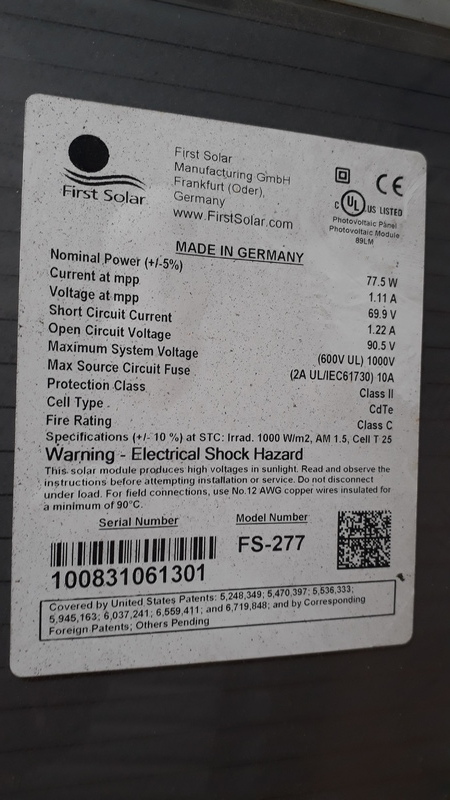 First Solar
First Solar
Manufacturing GmbH
Frankfurt (Oder),
Germany
www.FirstSolar.com
CE
C UL US LISTED
Photovoltaic Panel
Photovoltaic Module
89LM
MADE IN GERMANY
Nominal Power (+/-5%) 77.5 W
Current at mpp 1.11 A
Voltage at mpp 69.9 V
Short Circuit Current 1.22 A
Open Circuit Voltage 90.5 V
Maximum System Voltage (600V UL) 1000V
Max Source Circuit Fuse (2A UL/IEC61730) 10A
Protection Class Class II
Cell Type CdTe
Fire Rating Class C
Specifications (+/- 10 %) at STC: Irrad. 1000 W/m2, AM 1.5, Cell T 25
Warning - Electrical Shock Hazard
This solar module produces high voltages in sunlight. Read and observe the
instructions before attempting installation or service. Do not disconnect
under load. For field connections, use No.12 AWG copper wires insulated for
a minimum of 90°C.
Serial Number
100831061301
Model Number
FS-277
Covered by United States Patents: 5,248,349; 5,470,397; 5,536,333;
5,945,163; 6,037,241; 6,559,411; and 6,719,848; and by Corresponding
Foreign Patents; Others Pending